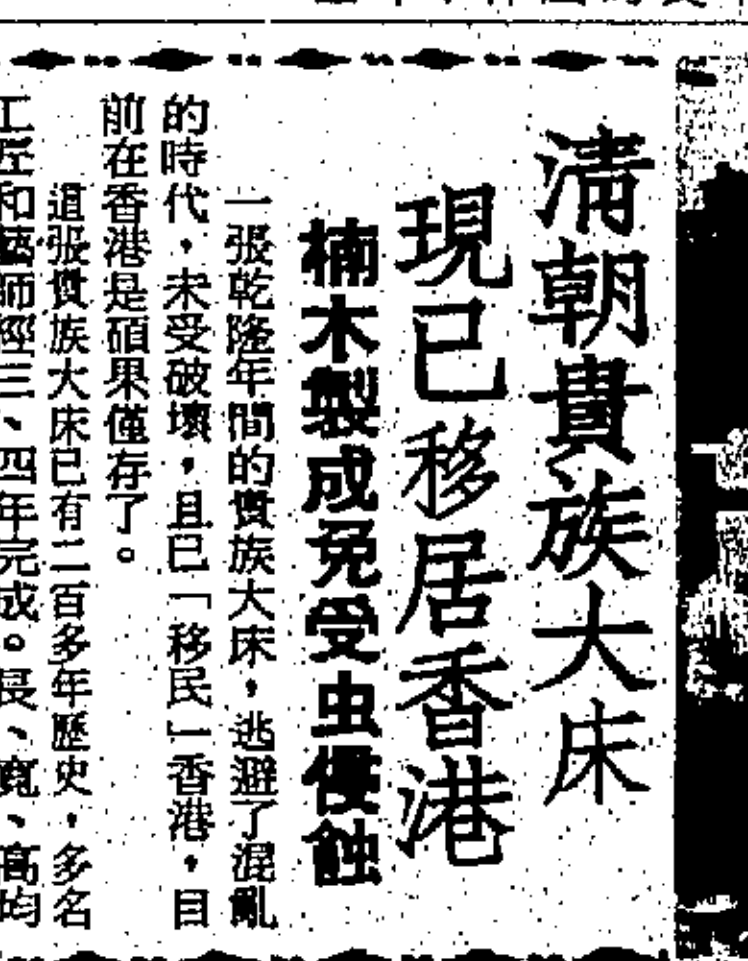 清朝貴族大床
現已移居香港
楠木製成免受虫侵蝕
一張乾隆年間的貴族大床，逃避了混亂
的時代，未受破壞，且已「移民」香港，目
前在香港是碩果僅存了。
這張貴族大床已有二百多年歷史，多名
工匠和藝師經三、四年完成。長、寬、高均